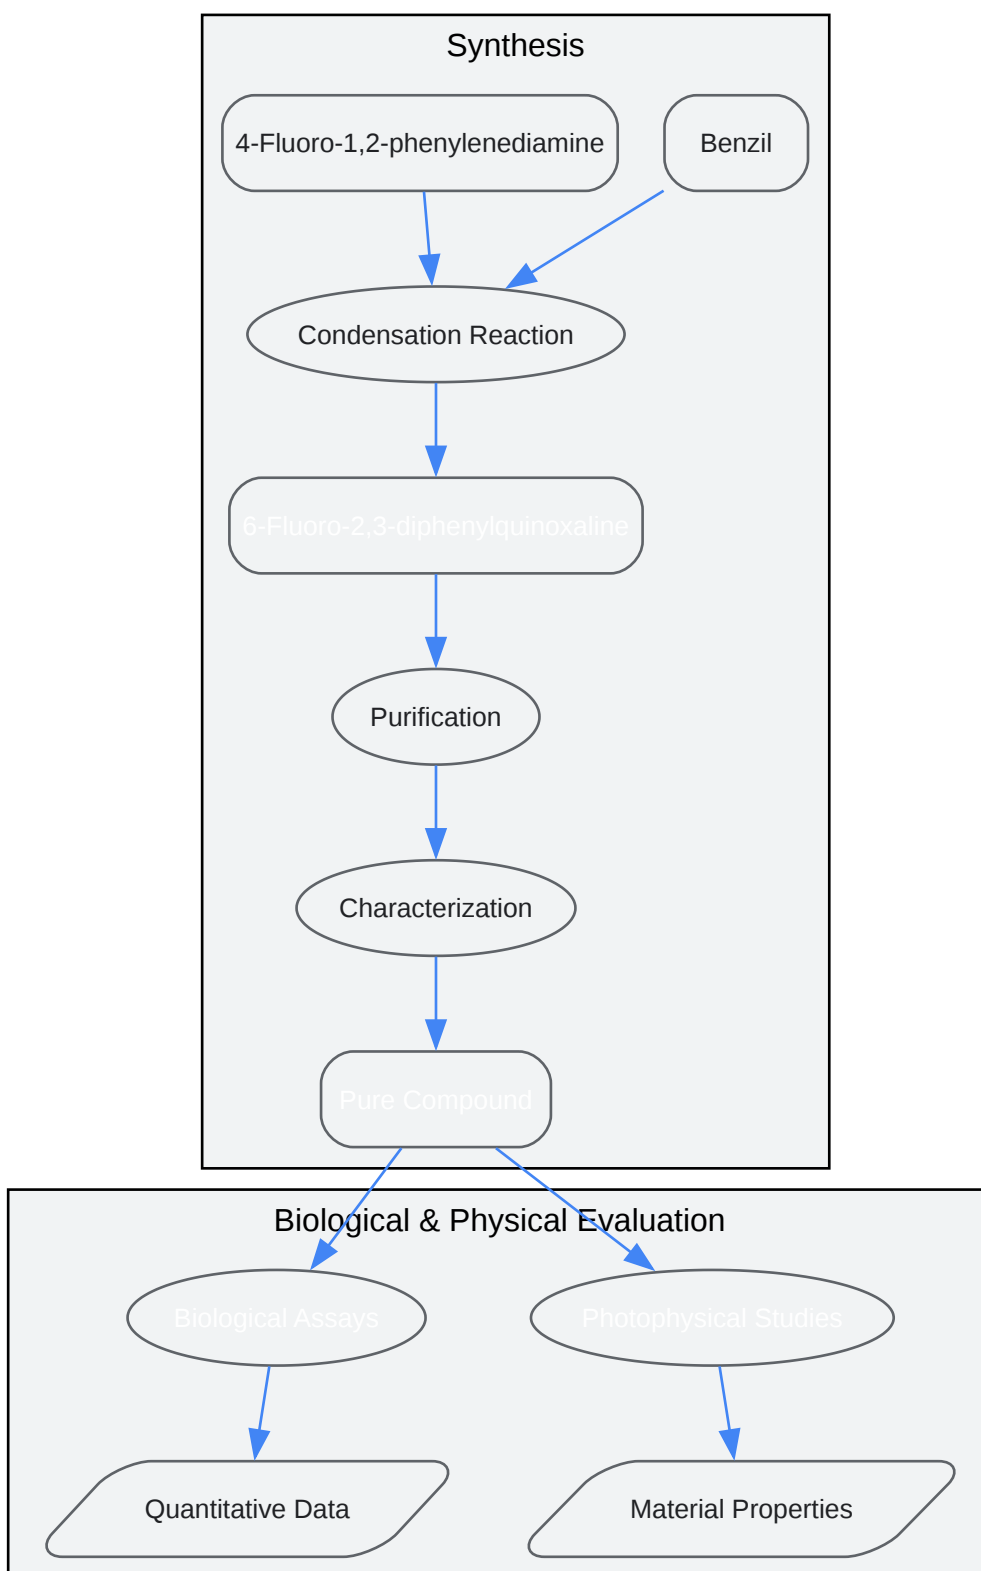 Synthesis
4-Fluoro-1,2-phenylenediamine
Benzil
Condensation Reaction
6-Fluoro-2,3-diphenylquinoxaline
Purification
Characterization
Pure Compound
Biological & Physical Evaluation
Biological Assays
Photophysical Studies
Quantitative Data
Material Properties